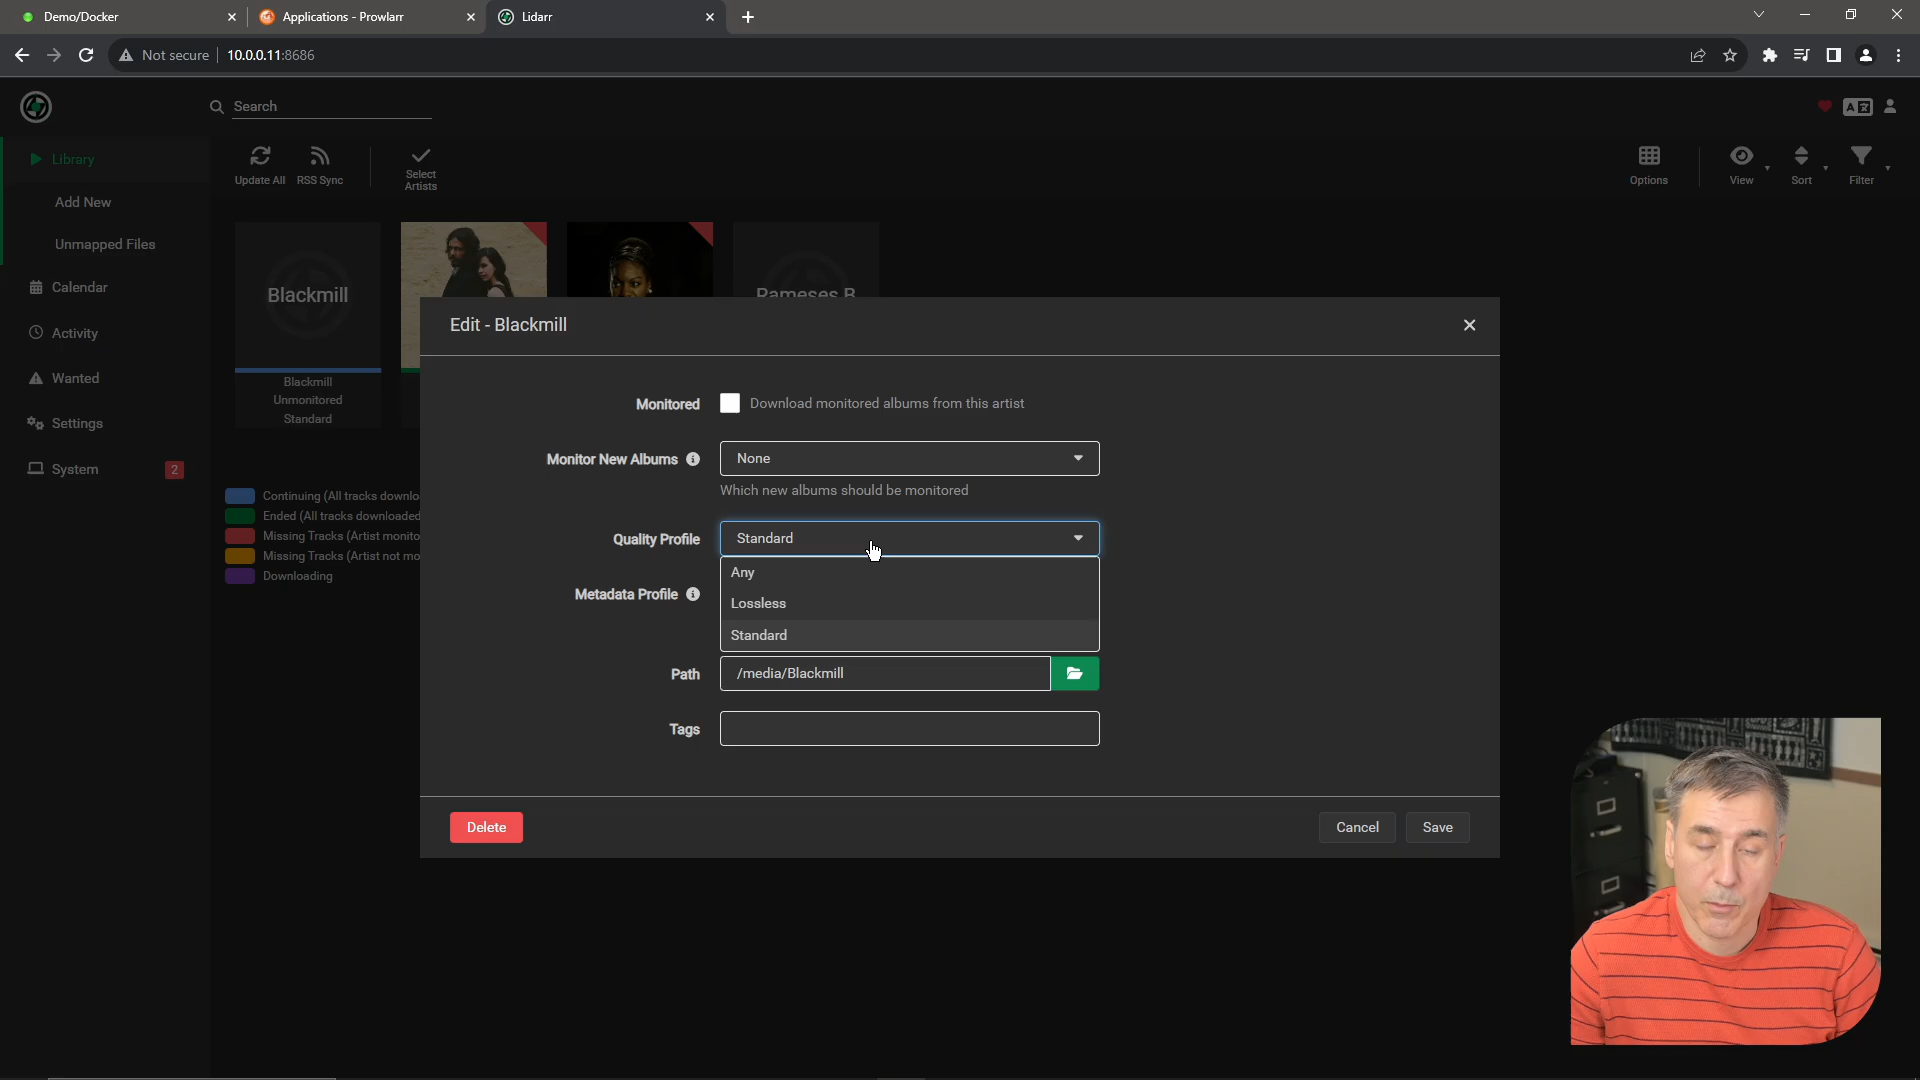 Demo/Docker
Applications - Prowlarr
Lidarr
Not secure
10.0.0.11:8686
Search
Library
Update All
RSS Sync
Select
Artists
Options
View
Sort
Filter
Add New
Unmapped Files
Calendar
Activity
Wanted
Settings
System
2
Blackmill
Rameses B
Blackmill
Unmonitored
Standard
Continuing (All tracks downlo
Ended (All tracks downloaded
Missing Tracks (Artist monito
Missing Tracks (Artist not mo
Downloading
Edit - Blackmill
Monitored
Download monitored albums from this artist
Monitor New Albums
None
Which new albums should be monitored
Quality Profile
Standard
Any
Lossless
Standard
Metadata Profile
Path
/media/Blackmill
Tags
Delete
Cancel
Save